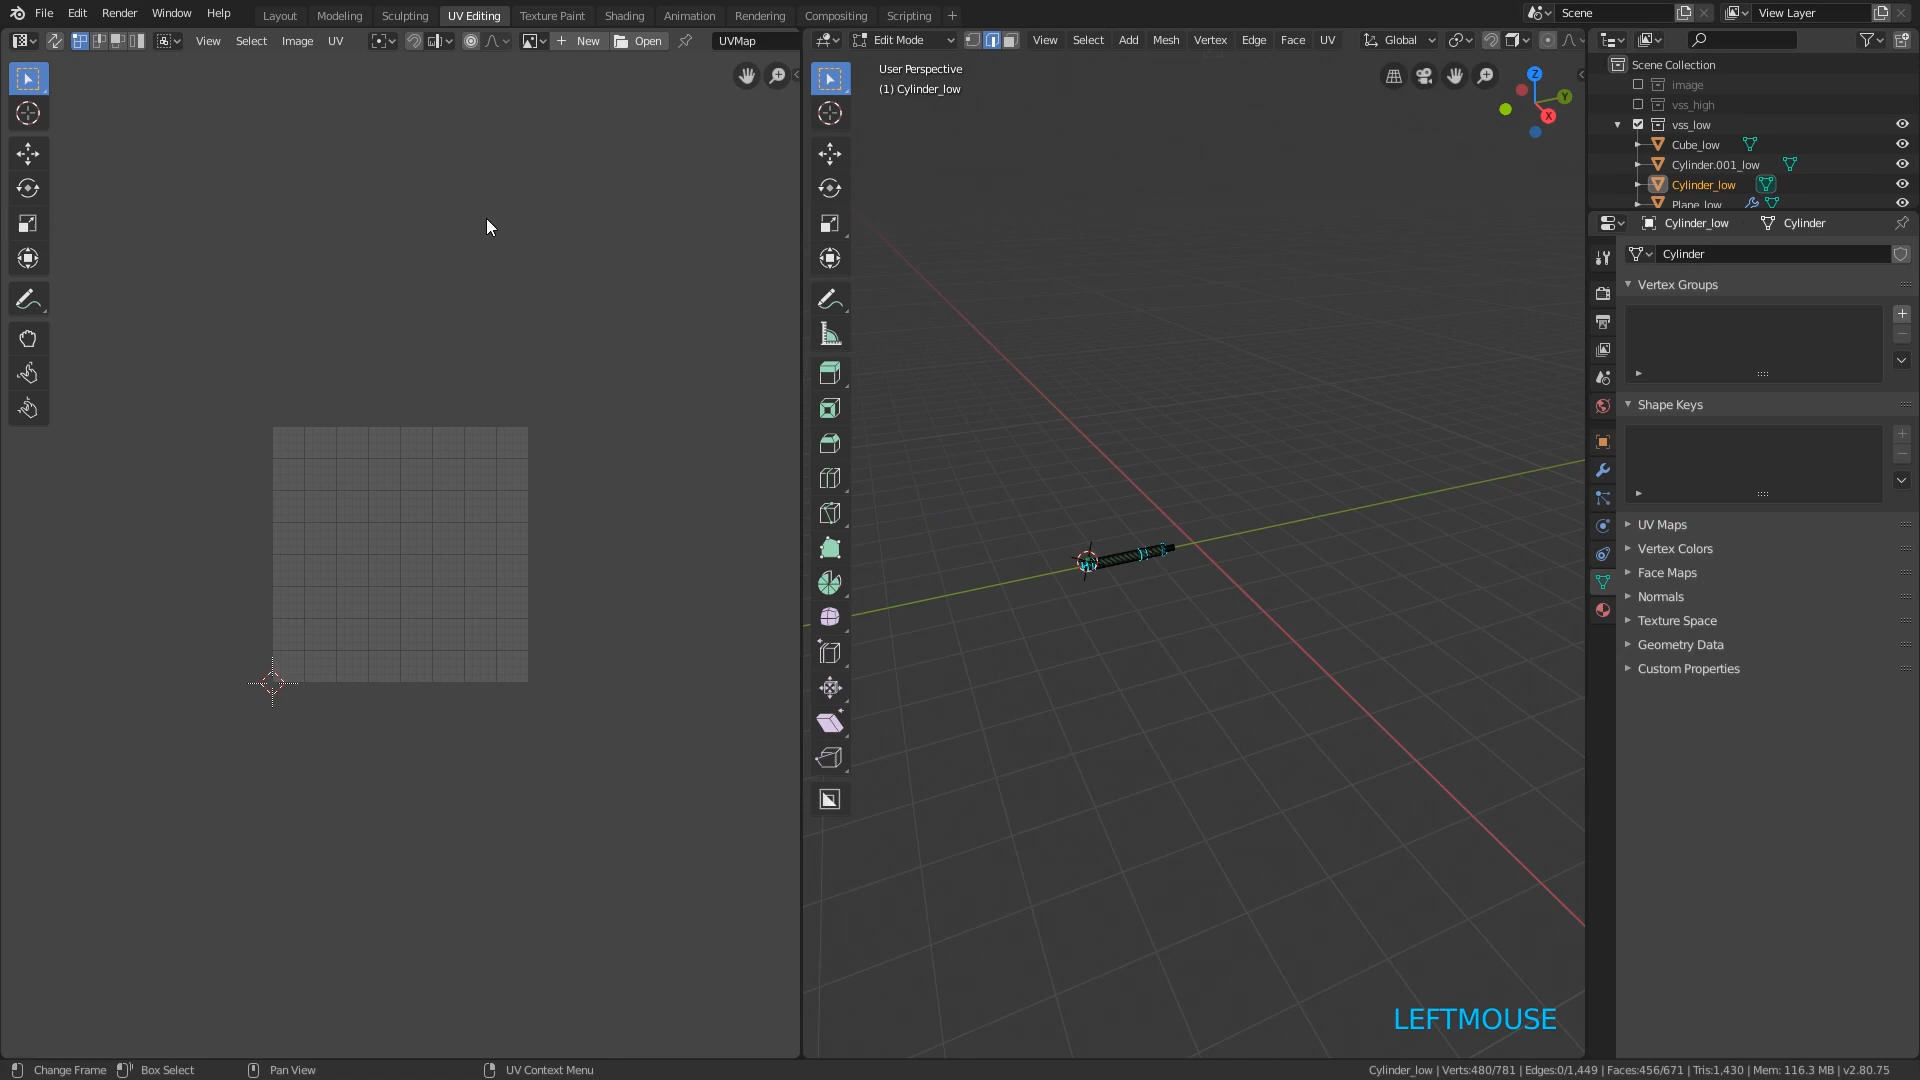 File Edit Render Window Help Layout Modeling Sculpting UV Editing Texture Paint Shading Animation Rendering Compositing Scripting + Scene View Layer
View Select Image UV New Open UVMap Edit Mode View Select Add Mesh Vertex Edge Face UV Global
User Perspective
(1) Cylinder_low
Z
Y
X
Scene Collection
image
vss_high
vss_low
Cube_low
Cylinder.001_low
Cylinder_low
Plane_low
Cylinder_low Cylinder
Cylinder
Vertex Groups
Shape Keys
UV Maps
Vertex Colors
Face Maps
Normals
Texture Space
Geometry Data
Custom Properties
LEFTMOUSE
Change Frame Box Select Pan View UV Context Menu Cylinder_low | Verts:480/781 | Edges:0/1,449 | Faces:456/671 | Tris:1,430 | Mem: 116.3 MB | v2.80.75